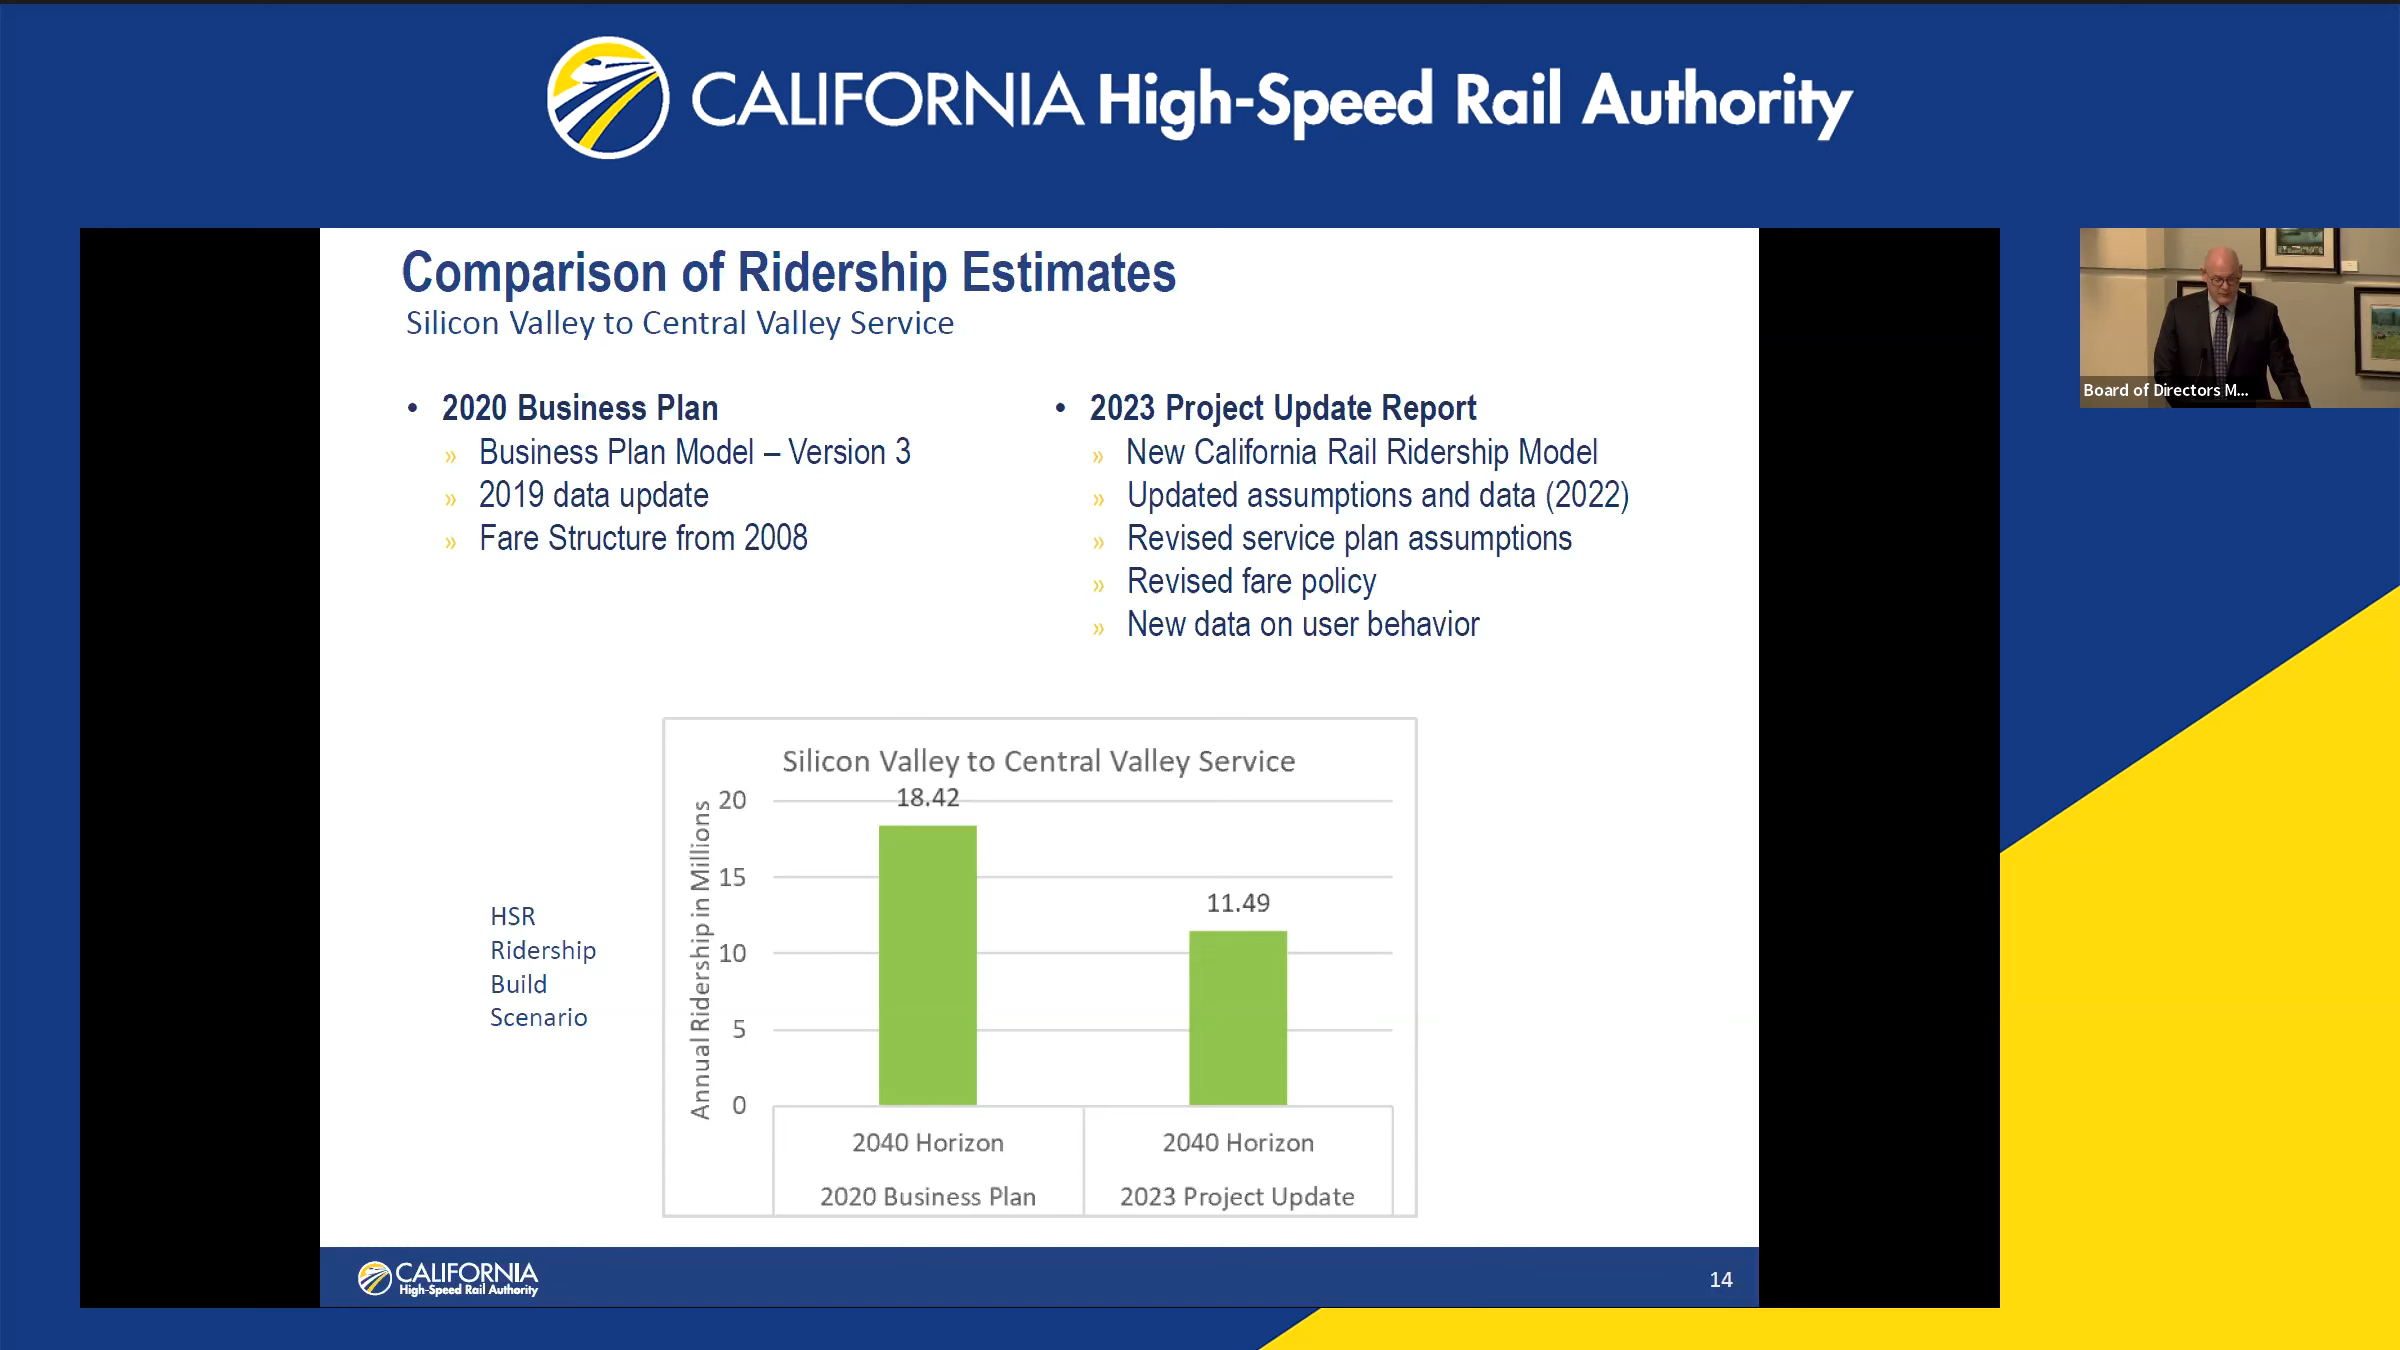 CALIFORNIA High-Speed Rail Authority
Comparison of Ridership Estimates
Silicon Valley to Central Valley Service
• 2020 Business Plan
» Business Plan Model – Version 3
» 2019 data update
» Fare Structure from 2008
• 2023 Project Update Report
» New California Rail Ridership Model
» Updated assumptions and data (2022)
» Revised service plan assumptions
» Revised fare policy
» New data on user behavior
Board of Directors M...
HSR
Ridership
Build
Scenario
Silicon Valley to Central Valley Service
Annual Ridership in Millions
20
15
10
5
0
18.42
11.49
2040 Horizon
2040 Horizon
2020 Business Plan
2023 Project Update
CALIFORNIA
High-Speed Rail Authority
14